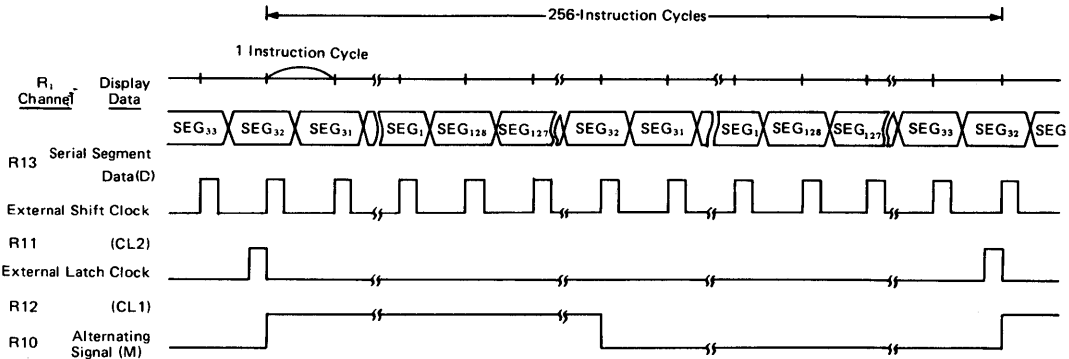 256-Instruction Cycles
1 Instruction Cycle
R₁ Display
Channel Data
SEG₃₃ SEG₃₂ SEG₃₁ SEG₁ SEG₁₂₈ SEG₁₂₇ SEG₃₂ SEG₃₁ SEG₁ SEG₁₂₈ SEG₁₂₇ SEG₃₃ SEG₃₂ SEG
R13 Serial Segment
Data(D)
External Shift Clock
R11 (CL2)
External Latch Clock
R12 (CL1)
R10 Alternating
Signal (M)